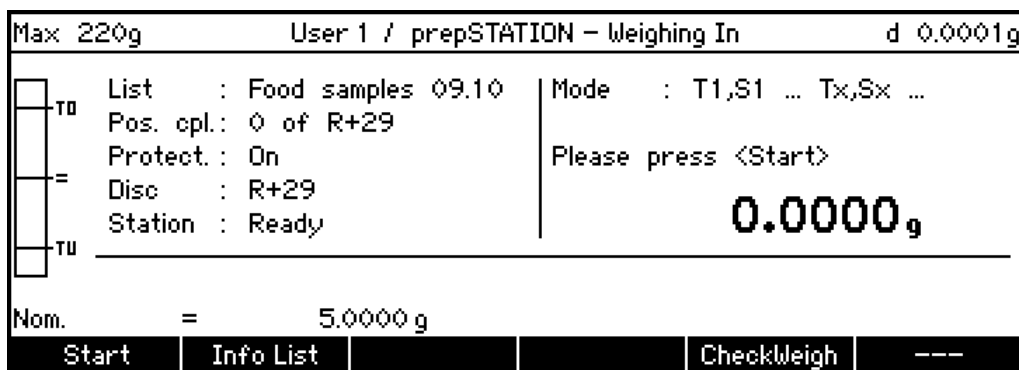 Max 220g User 1 / prepSTATION – Weighing In d 0.0001g
List : Food samples 09.10
Pos. cpl.: 0 of R+29
Protect. : On
Disc : R+29
Station : Ready
Mode : T1,S1 ... Tx,Sx ...
Please press <Start>
0.0000g
TO
=
TU
Nom. = 5.0000 g
Start Info List CheckWeigh ---